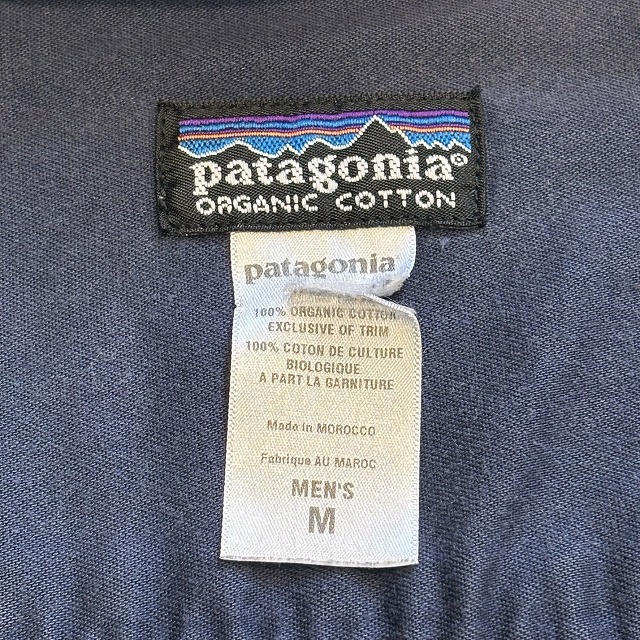 patagonia®
ORGANIC COTTON
patagonia®
100% ORGANIC COTTON
EXCLUSIVE OF TRIM
100% COTON DE CULTURE
BIOLOGIQUE
A PART LA GARNITURE
Made in MOROCCO
Fabriqué AU MAROC
MEN'S
M